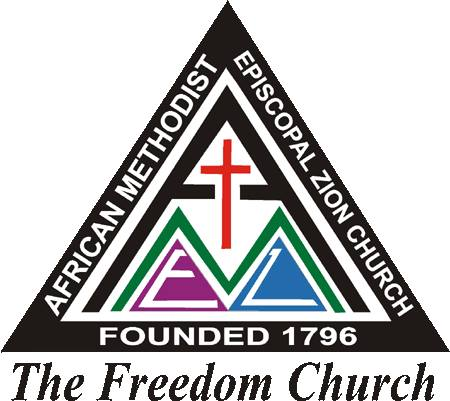 AFRICAN METHODIST
EPISCOPAL ZION CHURCH
A
M
E
Z
FOUNDED 1796
The Freedom Church